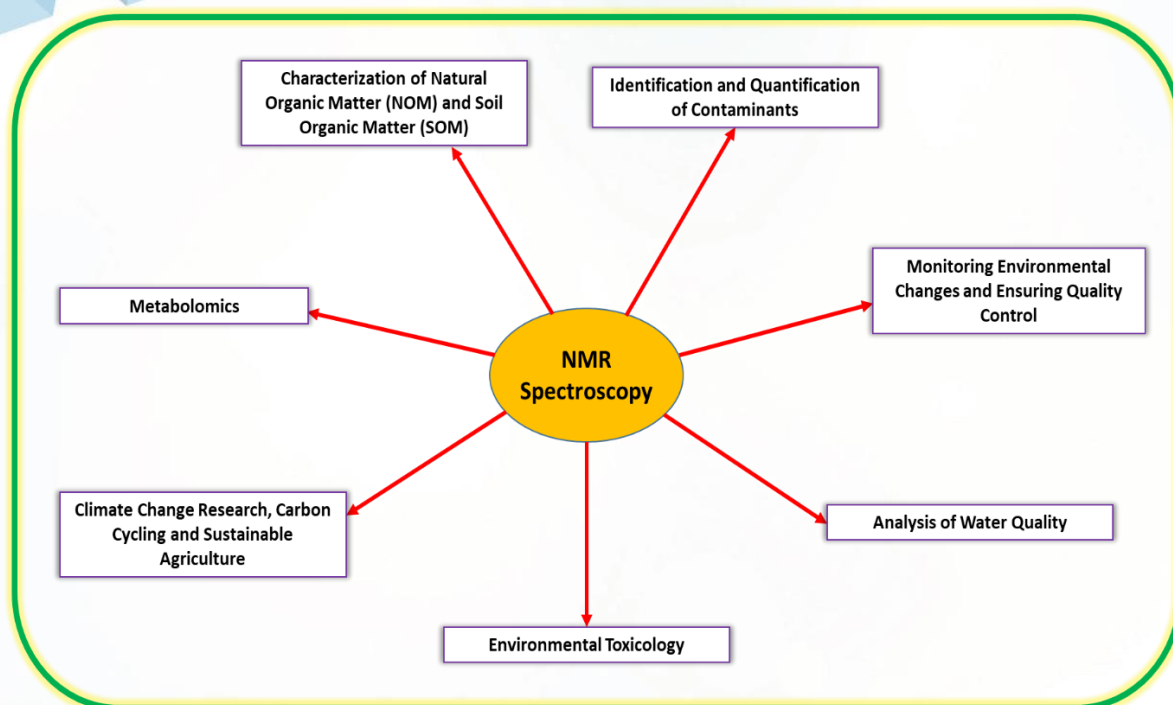 Characterization of Natural
Organic Matter (NOM) and Soil
Organic Matter (SOM)
Identification and Quantification
of Contaminants
Metabolomics
Monitoring Environmental
Changes and Ensuring Quality
Control
NMR
Spectroscopy
Climate Change Research, Carbon
Cycling and Sustainable
Agriculture
Analysis of Water Quality
Environmental Toxicology